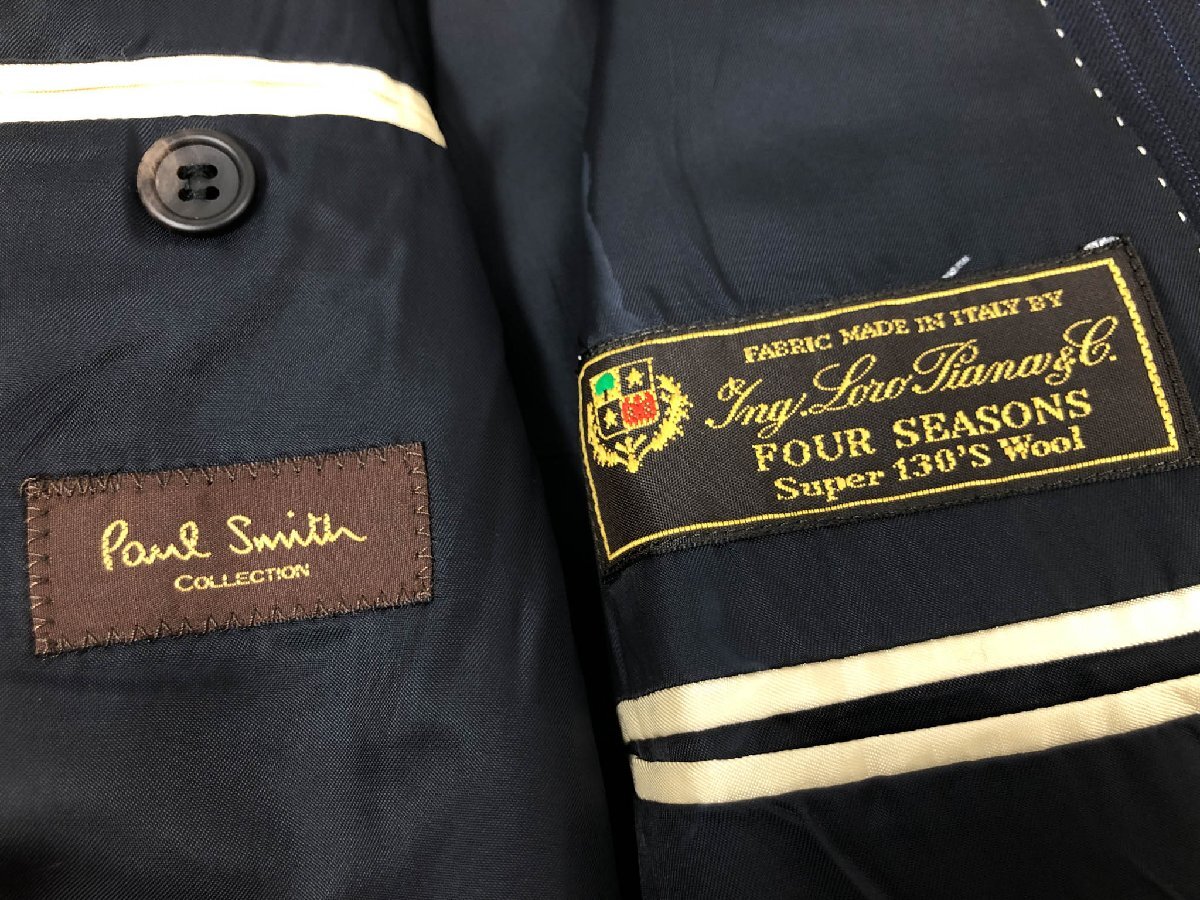 Paul Smith
COLLECTION
FABRIC MADE IN ITALY BY
Ing. Loro Piana & C.
FOUR SEASONS
Super 130'S Wool